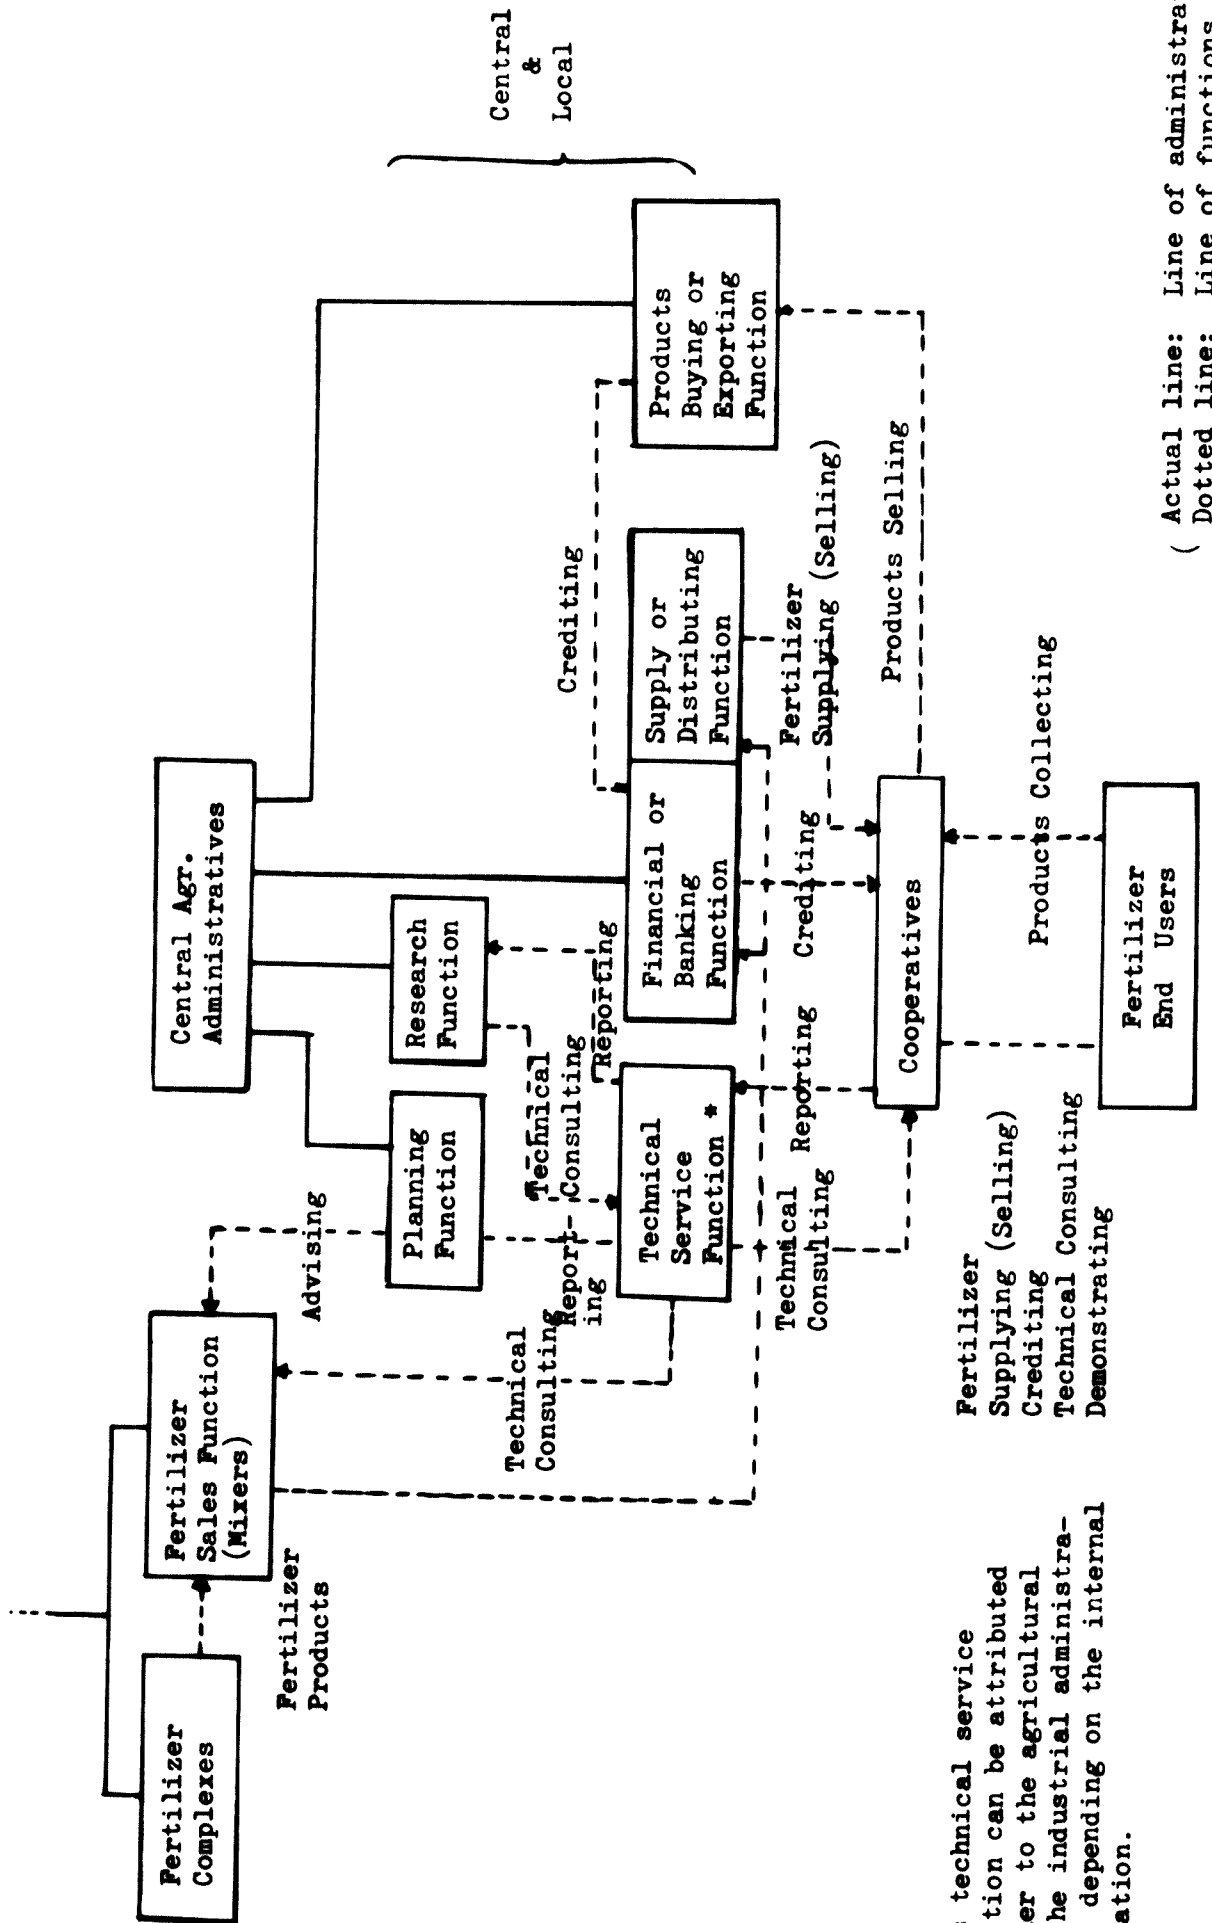 Fertilizer
Complexes
Fertilizer
Sales Function
(Mixers)
Fertilizer
Products
Central Agr.
Administratives
Advising
Planning
Function
Research
Function
Central
&
Local
Technical
Consulting
Report-
ing
Technical
Consulting
Reporting
Crediting
Technical
Service
Function *
Financial or
Banking
Function
Supply or
Distributing
Function
Products
Buying or
Exporting
Function
Technical
Consulting
Reporting
Crediting
Fertilizer
Supplying (Selling)
Products Selling
Cooperatives
Fertilizer
Supplying (Selling)
Crediting
Technical Consulting
Demonstrating
Products Collecting
Fertilizer
End Users
technical service
tion can be attributed
er to the agricultural
he industrial administra-
depending on the internal
ation.
( Actual line: Line of administra
Dotted line: Line of functions